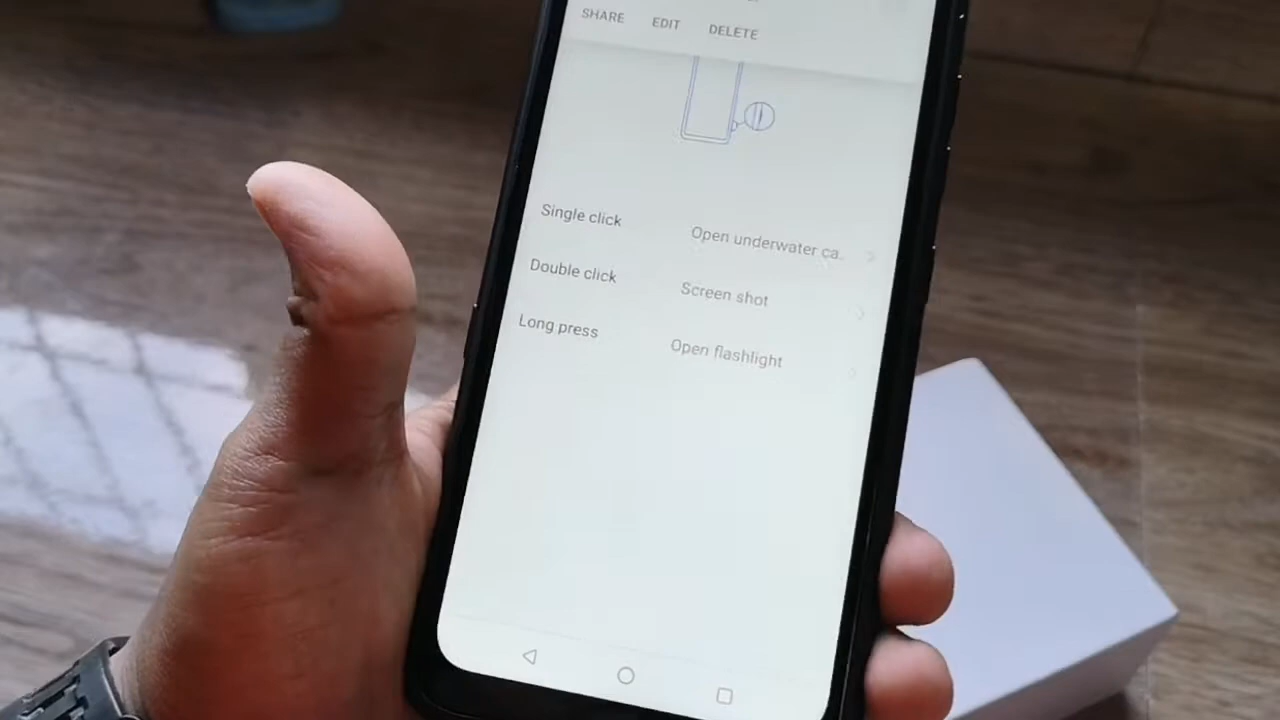 SHARE EDIT DELETE
Single click Open underwater ca..
Double click Screen shot
Long press Open flashlight